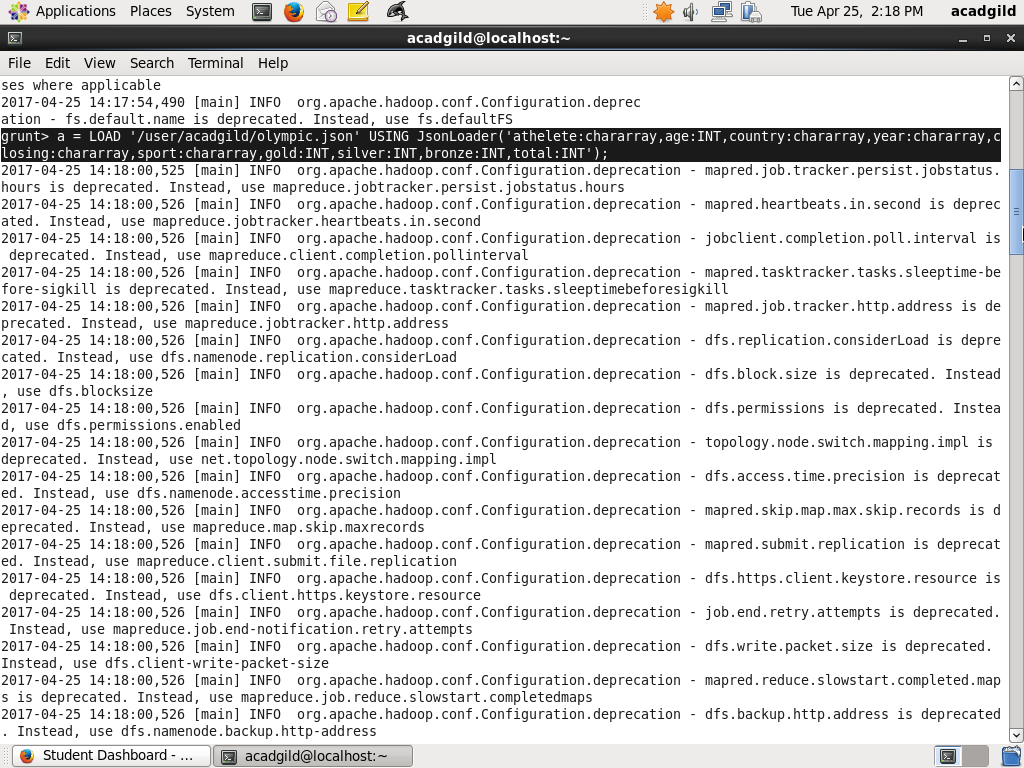 Applications Places System
Tue Apr 25, 2:18 PM acadgild
acadgild@localhost:~
File Edit View Search Terminal Help
ses where applicable
2017-04-25 14:17:54,490 [main] INFO  org.apache.hadoop.conf.Configuration.deprec
ation - fs.default.name is deprecated. Instead, use fs.defaultFS
grunt> a = LOAD '/user/acadgild/olympic.json' USING JsonLoader('athelete:chararray,age:INT,country:chararray,year:chararray,c
losing:chararray,sport:chararray,gold:INT,silver:INT,bronze:INT,total:INT');
2017-04-25 14:18:00,525 [main] INFO  org.apache.hadoop.conf.Configuration.deprecation - mapred.job.tracker.persist.jobstatus.
hours is deprecated. Instead, use mapreduce.jobtracker.persist.jobstatus.hours
2017-04-25 14:18:00,526 [main] INFO  org.apache.hadoop.conf.Configuration.deprecation - mapred.heartbeats.in.second is deprec
ated. Instead, use mapreduce.jobtracker.heartbeats.in.second
2017-04-25 14:18:00,526 [main] INFO  org.apache.hadoop.conf.Configuration.deprecation - jobclient.completion.poll.interval is
 deprecated. Instead, use mapreduce.client.completion.pollinterval
2017-04-25 14:18:00,526 [main] INFO  org.apache.hadoop.conf.Configuration.deprecation - mapred.tasktracker.tasks.sleeptime-be
fore-sigkill is deprecated. Instead, use mapreduce.tasktracker.tasks.sleeptimebeforesigkill
2017-04-25 14:18:00,526 [main] INFO  org.apache.hadoop.conf.Configuration.deprecation - mapred.job.tracker.http.address is de
precated. Instead, use mapreduce.jobtracker.http.address
2017-04-25 14:18:00,526 [main] INFO  org.apache.hadoop.conf.Configuration.deprecation - dfs.replication.considerLoad is depre
cated. Instead, use dfs.namenode.replication.considerLoad
2017-04-25 14:18:00,526 [main] INFO  org.apache.hadoop.conf.Configuration.deprecation - dfs.block.size is deprecated. Instead
, use dfs.blocksize
2017-04-25 14:18:00,526 [main] INFO  org.apache.hadoop.conf.Configuration.deprecation - dfs.permissions is deprecated. Instea
d, use dfs.permissions.enabled
2017-04-25 14:18:00,526 [main] INFO  org.apache.hadoop.conf.Configuration.deprecation - topology.node.switch.mapping.impl is
deprecated. Instead, use net.topology.node.switch.mapping.impl
2017-04-25 14:18:00,526 [main] INFO  org.apache.hadoop.conf.Configuration.deprecation - dfs.access.time.precision is deprecat
ed. Instead, use dfs.namenode.accesstime.precision
2017-04-25 14:18:00,526 [main] INFO  org.apache.hadoop.conf.Configuration.deprecation - mapred.skip.map.max.skip.records is d
eprecated. Instead, use mapreduce.map.skip.maxrecords
2017-04-25 14:18:00,526 [main] INFO  org.apache.hadoop.conf.Configuration.deprecation - mapred.submit.replication is deprecat
ed. Instead, use mapreduce.client.submit.file.replication
2017-04-25 14:18:00,526 [main] INFO  org.apache.hadoop.conf.Configuration.deprecation - dfs.https.client.keystore.resource is
 deprecated. Instead, use dfs.client.https.keystore.resource
2017-04-25 14:18:00,526 [main] INFO  org.apache.hadoop.conf.Configuration.deprecation - job.end.retry.attempts is deprecated.
 Instead, use mapreduce.job.end-notification.retry.attempts
2017-04-25 14:18:00,526 [main] INFO  org.apache.hadoop.conf.Configuration.deprecation - dfs.write.packet.size is deprecated.
Instead, use dfs.client-write-packet-size
2017-04-25 14:18:00,526 [main] INFO  org.apache.hadoop.conf.Configuration.deprecation - mapred.reduce.slowstart.completed.map
s is deprecated. Instead, use mapreduce.job.reduce.slowstart.completedmaps
2017-04-25 14:18:00,526 [main] INFO  org.apache.hadoop.conf.Configuration.deprecation - dfs.backup.http.address is deprecated
. Instead, use dfs.namenode.backup.http-address
Student Dashboard - ...
acadgild@localhost:~